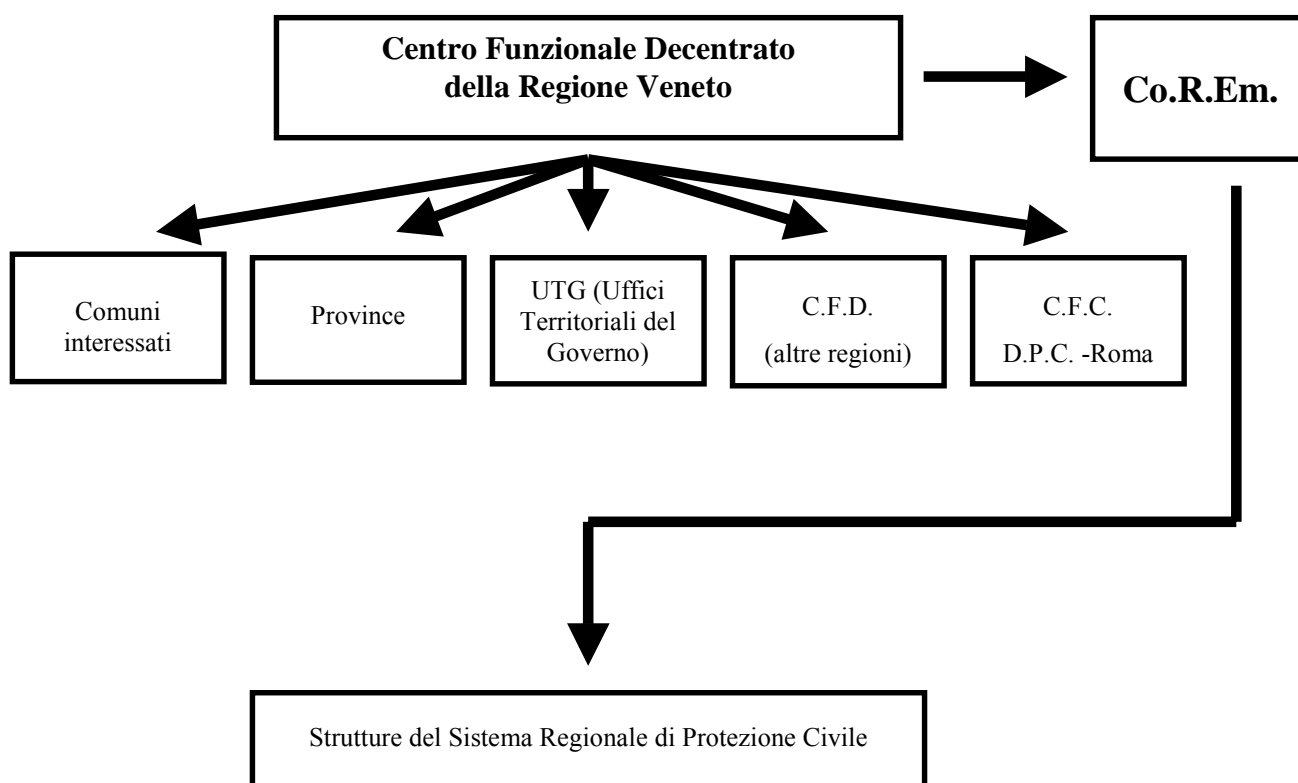 Centro Funzionale Decentrato
della Regione Veneto
Co.R.Em.
Comuni
interessati
Province
UTG (Uffici
Territoriali del
Governo)
C.F.D.
(altre regioni)
C.F.C.
D.P.C. -Roma
Strutture del Sistema Regionale di Protezione Civile